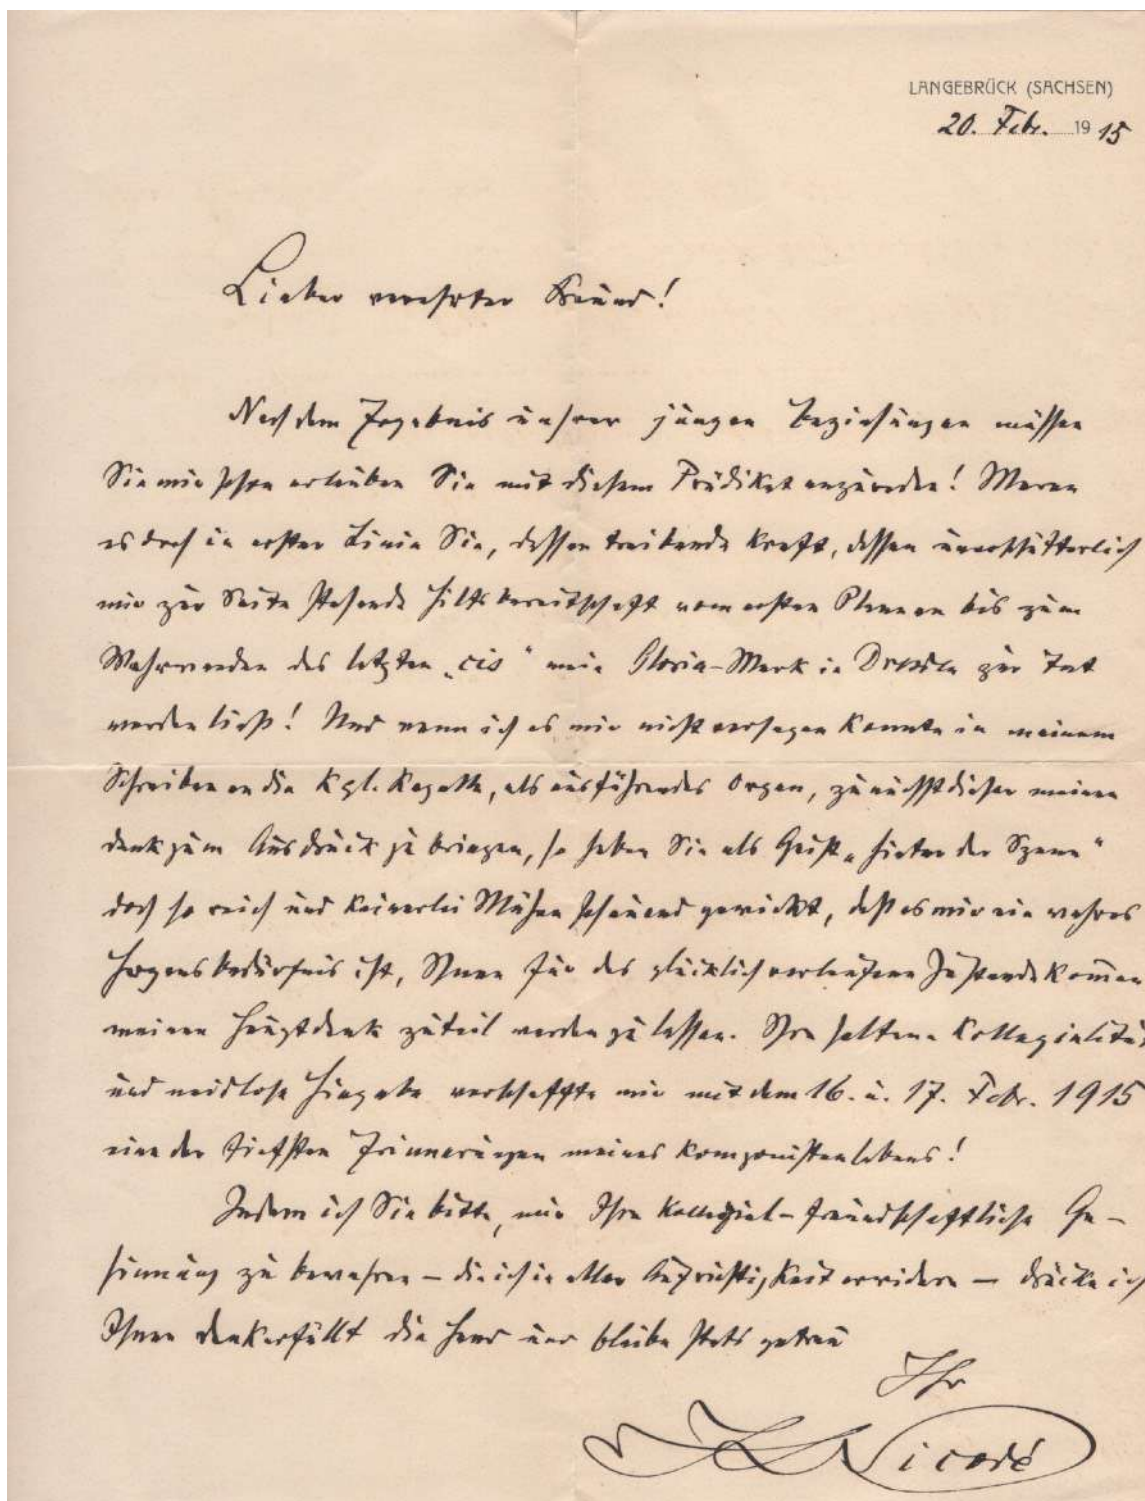 LANGEBRÜCK (SACHSEN)
20. Febr. 1915
Lieber verehrter Freund!
Nach dem Ergebnis unsrer jüngen Beziehungen müssen
Sie mir schon erlauben Sie mit diesem Prädikat anzureden! Waren
es doch in erster Linie Sie, dessen treibende Kraft, dessen unerschütterlich
mir zur Seite stehende Hilfsbereitschaft vom ersten Planen bis zum
Wahrwerden des letzten „cis" mein Gloria-Werk in Dresden zur Tat
werden ließ! Und wenn ich es mir nicht versagen konnte in meinem
Schreiben an die Kgl. Kapelle, als ausführendes Organ, zunächst dieser meinen
Dank zum Ausdruck zu bringen, so haben Sie als Geist „hinter der Szene"
doch so reich und keinerlei Mühen scheuend gewirkt, daß es mir ein wahres
Herzensbedürfnis ist, Ihnen für das glücklich verlaufene Zustandekom̄en
meinen Hauptdank zuteil werden zu lassen. Ihre seltene Kollegialität
und neidlose Hingabe verschaffte mir mit dem 16. u. 17. Febr. 1915
eine der tiefsten Erinnerungen meines Komponistenlebens!
Indem ich Sie bitte, mir Ihre kollegial-freundschaftliche Ge-
sinnung zu bewahren – die ich in aller Aufrichtigkeit erwidere – drücke ich
Ihnen dankerfüllt die Hand und bleibe stets getreu
Ihr
JLNicodé